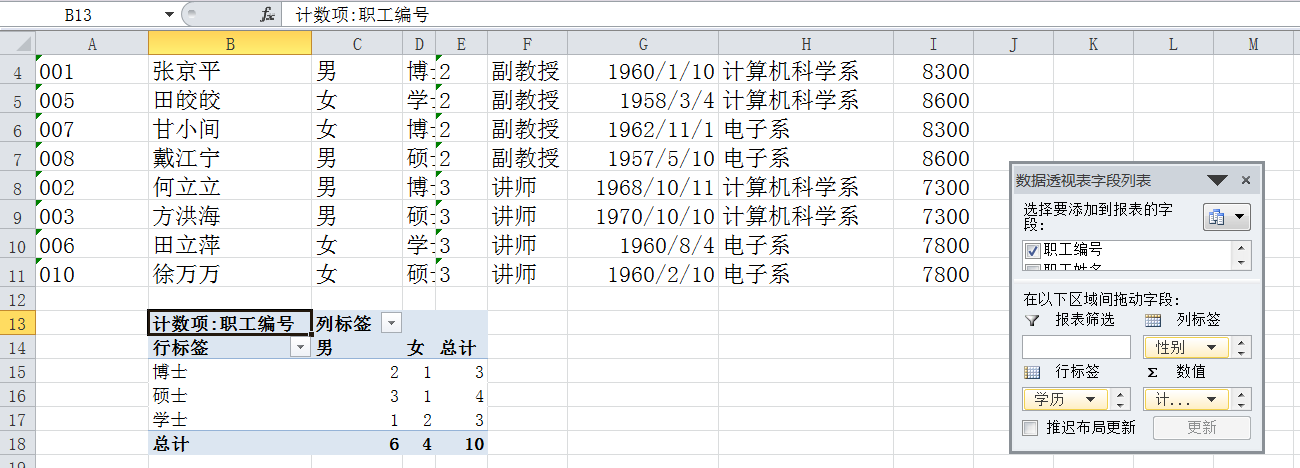 B13 fx 计数项:职工编号
A B C D E F G H I J K L M
4 001 张京平 男 博士 2 副教授 1960/1/10 计算机科学系 8300
5 005 田皎皎 女 学士 2 副教授 1958/3/4 计算机科学系 8600
6 007 甘小间 女 博士 2 副教授 1962/11/1 电子系 8300
7 008 戴江宁 男 硕 2 副教授 1957/5/10 电子系 8600
8 002 何立立 男 博士 3 讲师 1968/10/11 计算机科学系 7300
9 003 方洪海 男 硕 3 讲师 1970/10/10 计算机科学系 7300
10 006 田立萍 女 学士 3 讲师 1960/8/4 电子系 7800
11 010 徐万万 女 硕 3 讲师 1960/2/10 电子系 7800
12
13 计数项:职工编号 列标签
14 行标签 男 女 总计
15 博士 2 1 3
16 硕士 3 1 4
17 学士 1 2 3
18 总计 6 4 10
数据透视表字段列表
选择要添加到报表的字
段:
职工编号
职工姓名
在以下区域间拖动字段:
报表筛选 列标签
性别
行标签 Σ 数值
学历 计...
推迟布局更新 更新